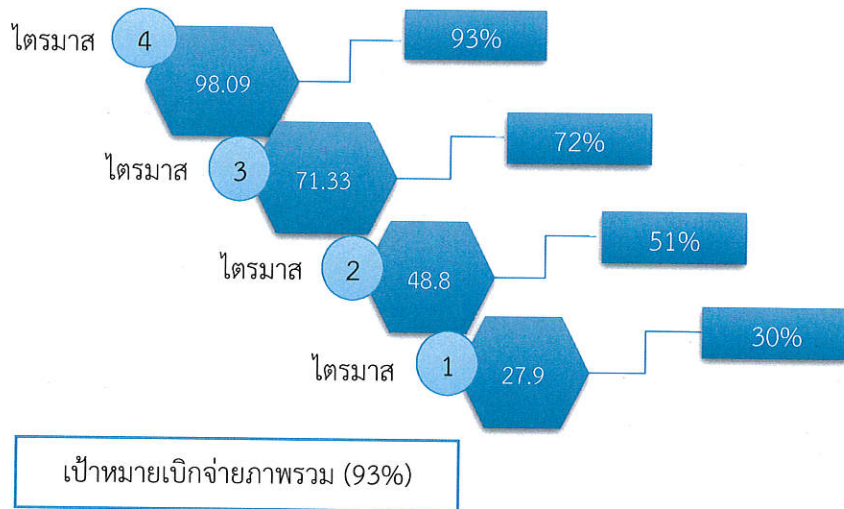 ไตรมาส 4 93%
98.09
ไตรมาส 3 72%
71.33
ไตรมาส 2 51%
48.8
ไตรมาส 1 30%
27.9
เป้าหมายเบิกจ่ายภาพรวม (93%)